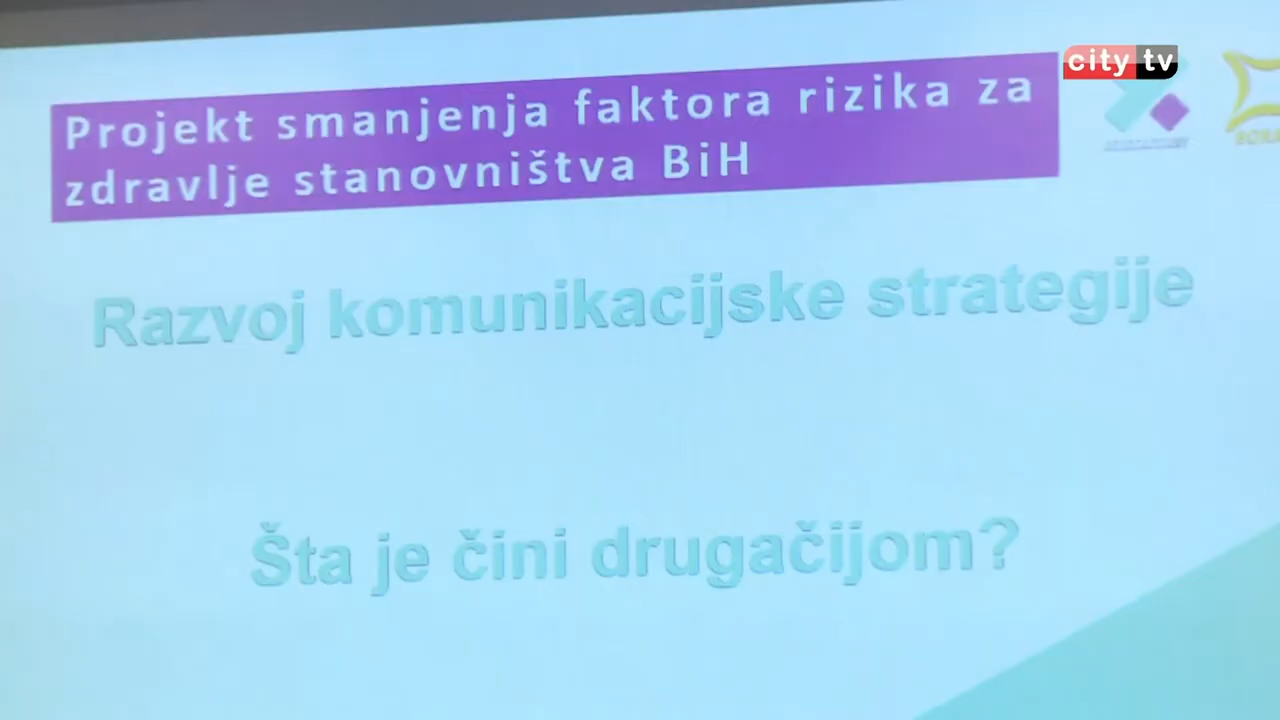 city tv
Projekt smanjenja faktora rizika za
zdravlje stanovništva BiH
Razvoj komunikacijske strategije
Šta je čini drugačijom?